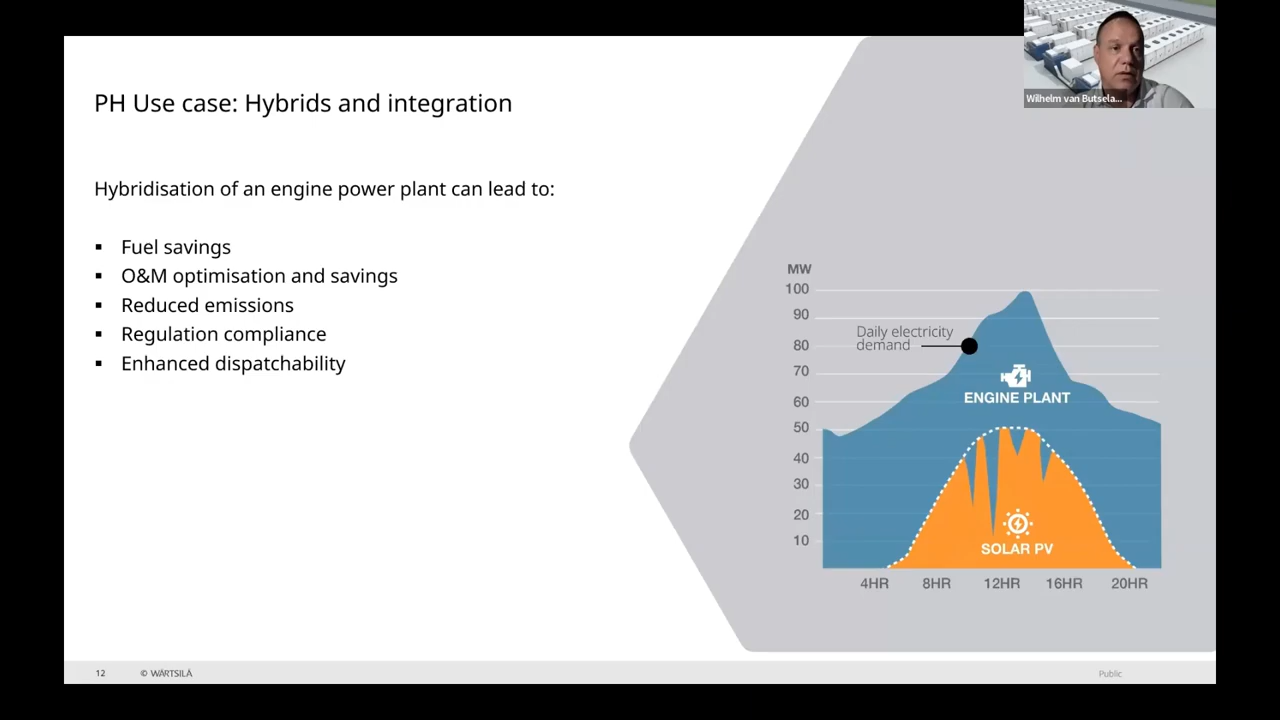 Wilhelm van Butsela...
PH Use case: Hybrids and integration
Hybridisation of an engine power plant can lead to:
▪ Fuel savings
▪ O&M optimisation and savings
▪ Reduced emissions
▪ Regulation compliance
▪ Enhanced dispatchability
MW
100
90
Daily electricity
demand
80
70
ENGINE PLANT
60
50
40
30
20
SOLAR PV
10
4HR 8HR 12HR 16HR 20HR
12 © WÄRTSILÄ Public